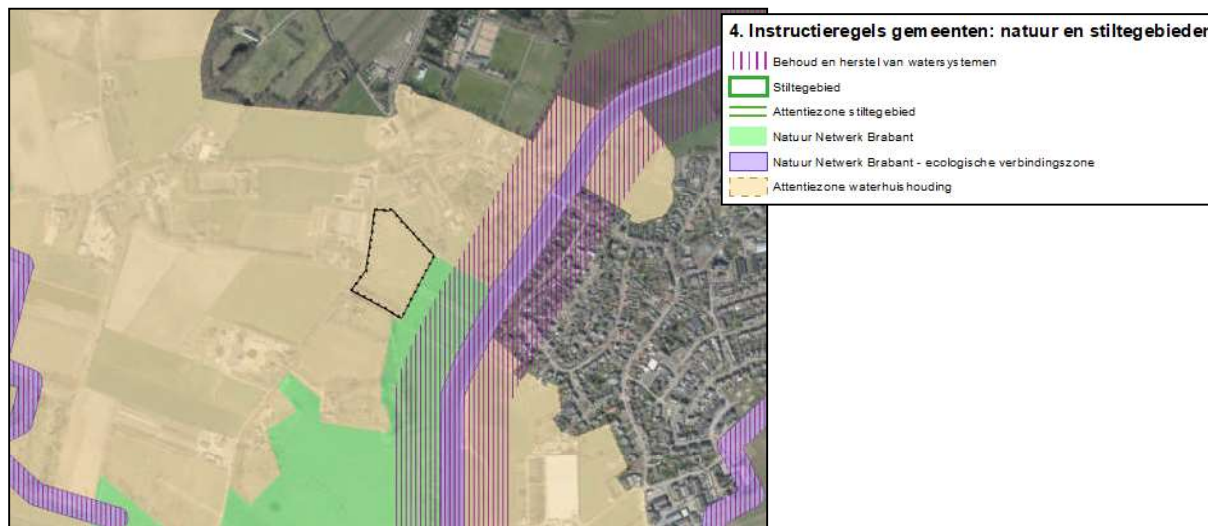 4. Instructieregels gemeenten: natuur en stiltegebieden
Behoud en herstel van watersystemen
Stiltegebied
Attentiezone stiltegebied
Natuur Netwerk Brabant
Natuur Netwerk Brabant - ecologische verbindingszone
Attentiezone waterhuishouding